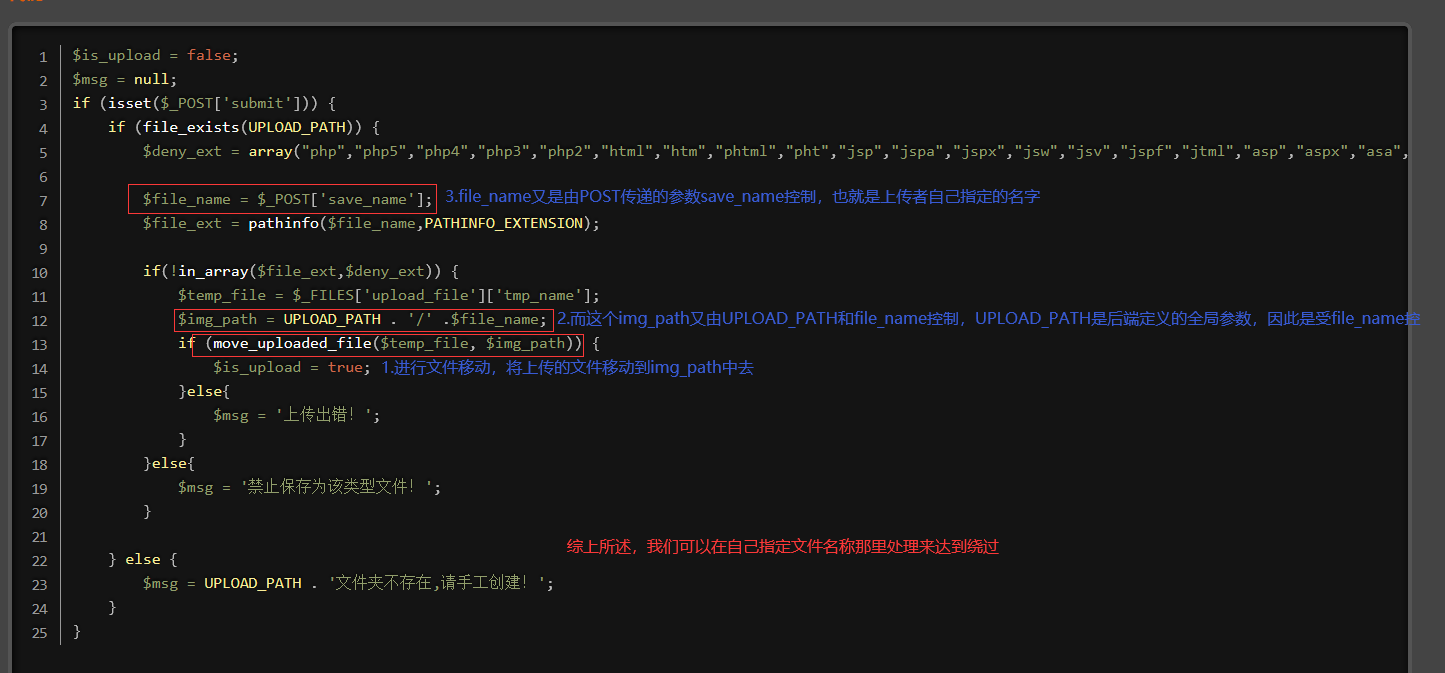 1 $is_upload = false;
2 $msg = null;
3 if (isset($_POST['submit'])) {
4 if (file_exists(UPLOAD_PATH)) {
5 $deny_ext = array("php","php5","php4","php3","php2","html","htm","phtml","pht","jsp","jspa","jspx","jsw","jsv","jspf","jtml","asp","aspx","asa",
6
7 $file_name = $_POST['save_name']; 3.file_name又是由POST传递的参数save_name控制，也就是上传者自己指定的名字
8 $file_ext = pathinfo($file_name,PATHINFO_EXTENSION);
9
10 if(!in_array($file_ext,$deny_ext)) {
11 $temp_file = $_FILES['upload_file']['tmp_name'];
12 $img_path = UPLOAD_PATH . '/' .$file_name; 2.而这个img_path又由UPLOAD_PATH和file_name控制，UPLOAD_PATH是后端定义的全局参数，因此是受file_name控
13 if (move_uploaded_file($temp_file, $img_path)) {
14 $is_upload = true; 1.进行文件移动，将上传的文件移动到img_path中去
15 }else{
16 $msg = '上传出错！';
17 }
18 }else{
19 $msg = '禁止保存为该类型文件！';
20 }
21 综上所述，我们可以在自己指定文件名称那里处理来达到绕过
22 } else {
23 $msg = UPLOAD_PATH . '文件夹不存在,请手工创建！';
24 }
25 }